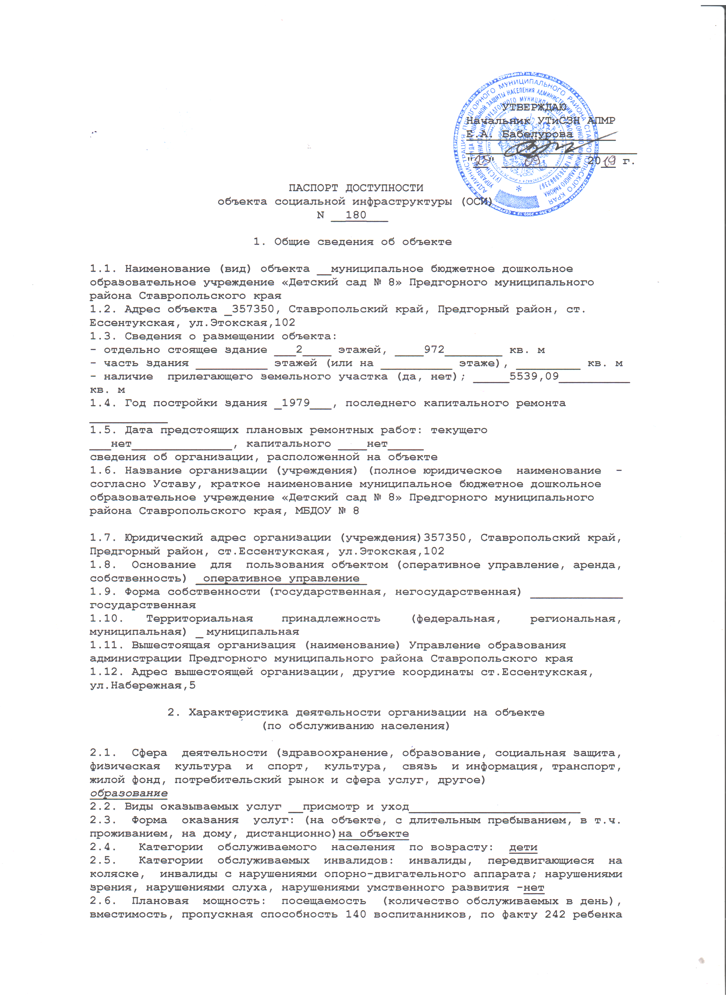 УТВЕРЖДАЮ
Начальник УТиСЗН АПМР
Е.А. Бабелурова
"25" 09 2019 г.
ПАСПОРТ ДОСТУПНОСТИ
объекта социальной инфраструктуры (ОСИ)
N __180___
1. Общие сведения об объекте
1.1. Наименование (вид) объекта __муниципальное бюджетное дошкольное
образовательное учреждение «Детский сад № 8» Предгорного муниципального
района Ставропольского края
1.2. Адрес объекта _357350, Ставропольский край, Предгорный район, ст.
Ессентукская, ул.Этокская,102
1.3. Сведения о размещении объекта:
- отдельно стоящее здание ___2____ этажей, ____972________ кв. м
- часть здания __________ этажей (или на __________ этаже), _________ кв. м
- наличие прилегающего земельного участка (да, нет); _____5539,09__________
кв. м
1.4. Год постройки здания _1979___, последнего капитального ремонта
___________
1.5. Дата предстоящих плановых ремонтных работ: текущего
___нет______________, капитального ____нет_____
сведения об организации, расположенной на объекте
1.6. Название организации (учреждения) (полное юридическое наименование -
согласно Уставу, краткое наименование муниципальное бюджетное дошкольное
образовательное учреждение «Детский сад № 8» Предгорного муниципального
района Ставропольского края, МБДОУ № 8
1.7. Юридический адрес организации (учреждения)357350, Ставропольский край,
Предгорный район, ст.Ессентукская, ул.Этокская,102
1.8. Основание для пользования объектом (оперативное управление, аренда,
собственность) _оперативное управление_
1.9. Форма собственности (государственная, негосударственная) _____________
государственная
1.10. Территориальная принадлежность (федеральная, региональная,
муниципальная) _муниципальная
1.11. Вышестоящая организация (наименование) Управление образования
администрации Предгорного муниципального района Ставропольского края
1.12. Адрес вышестоящей организации, другие координаты ст.Ессентукская,
ул.Набережная,5
2. Характеристика деятельности организации на объекте
(по обслуживанию населения)
2.1. Сфера деятельности (здравоохранение, образование, социальная защита,
физическая культура и спорт, культура, связь и информация, транспорт,
жилой фонд, потребительский рынок и сфера услуг, другое)
образование
2.2. Виды оказываемых услуг __присмотр и уход________________________
2.3. Форма оказания услуг: (на объекте, с длительным пребыванием, в т.ч.
проживанием, на дому, дистанционно)на объекте
2.4. Категории обслуживаемого населения по возрасту: дети
2.5. Категории обслуживаемых инвалидов: инвалиды, передвигающиеся на
коляске, инвалиды с нарушениями опорно-двигательного аппарата; нарушениями
зрения, нарушениями слуха, нарушениями умственного развития -нет
2.6. Плановая мощность: посещаемость (количество обслуживаемых в день),
вместимость, пропускная способность 140 воспитанников, по факту 242 ребенка